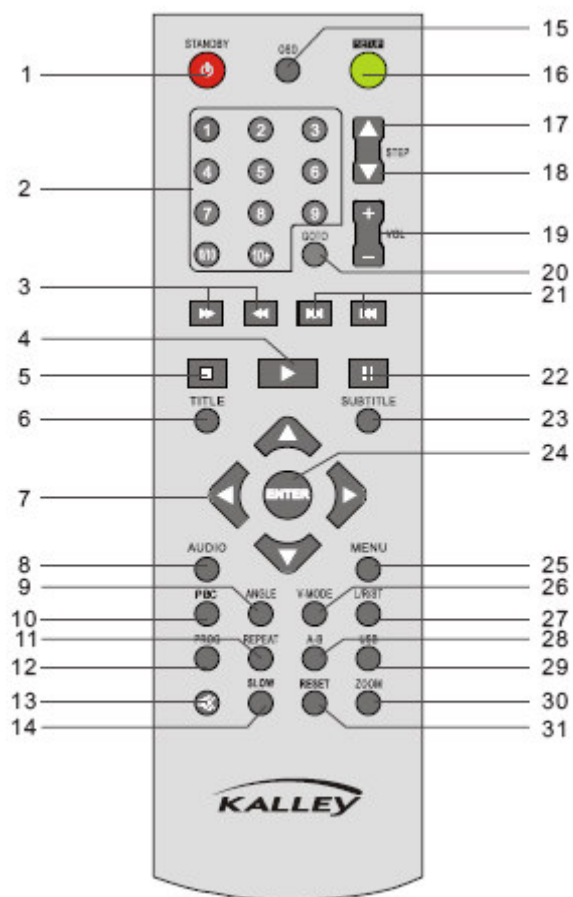 STANDBY OSD SETUP
1 15
16
1 2 3
17
STEP
4 5 6
2 18
7 8 9
+
VOL
19
-
0/10 10+ GOTO
20
3 21
4
5 22
TITLE SUBTITLE
6 23
24
7 ENTER
AUDIO MENU
8 25
9 26
PBC ANGLE V-MODE L/R/ST
10 27
11 28
PROG REPEAT A-B USB
12 29
SLOW RESET ZOOM
13 30
14 31
KALLEY